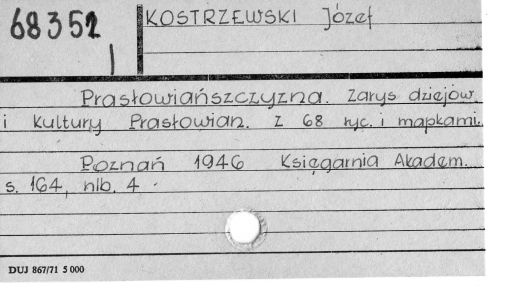 68352
I
KOSTRZEWSKI Józef
Prasłowiańszczyzna. Zarys dziejów
i kultury Prasłowian. Z 68 ryc. i mapkami.
Poznań 1946 Księgarnia Akadem.
s. 164, nlb. 4.
DUJ 867/71 5 000